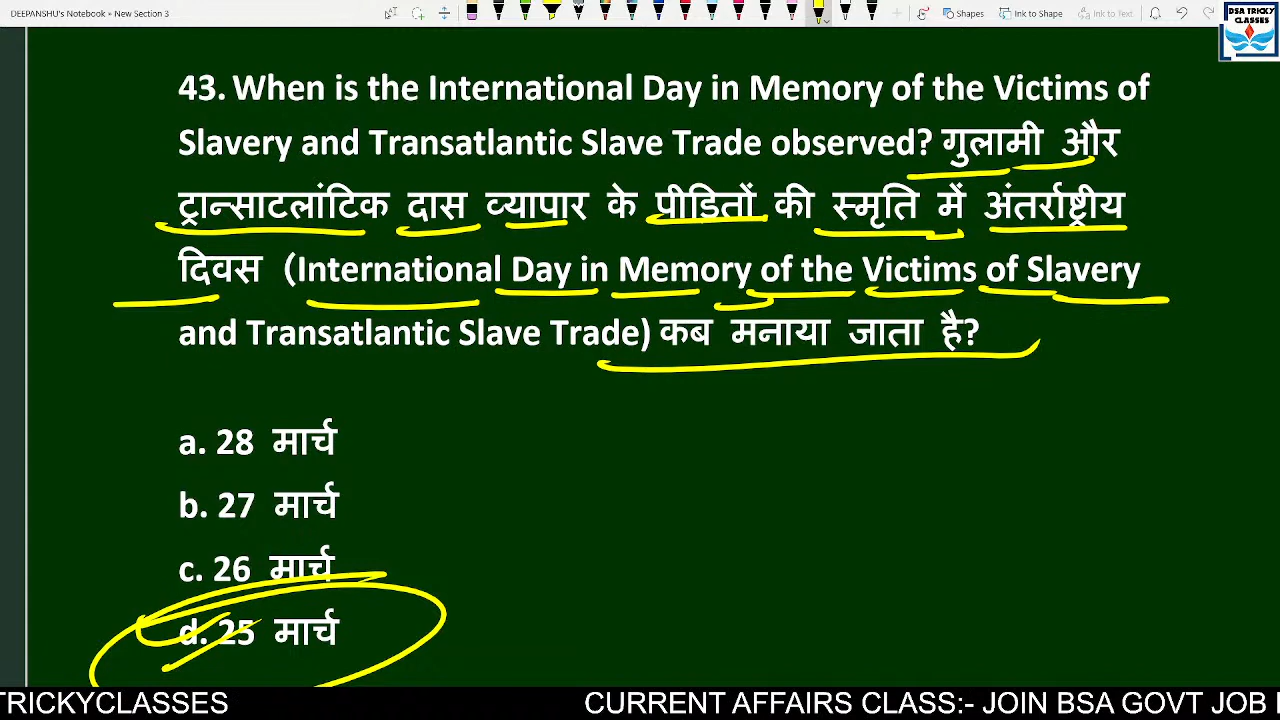 DEEPANSHU's Notebook » New Section 3
Shapes
Ink to Shape
Ink to Text
DSA TRICKY
CLASSES
43. When is the International Day in Memory of the Victims of
Slavery and Transatlantic Slave Trade observed? गुलामी और
ट्रान्साटलांटिक दास व्यापार के पीड़ितों की स्मृति में अंतर्राष्ट्रीय
दिवस (International Day in Memory of the Victims of Slavery
and Transatlantic Slave Trade) कब मनाया जाता है?
a. 28 मार्च
b. 27 मार्च
c. 26 मार्च
d. 25 मार्च
TRICKYCLASSES
CURRENT AFFAIRS CLASS:- JOIN BSA GOVT JOB